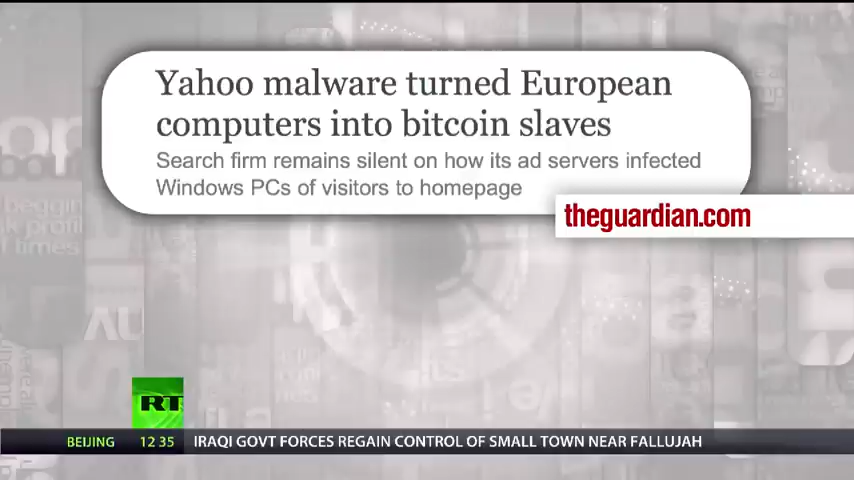 Yahoo malware turned European
computers into bitcoin slaves
Search firm remains silent on how its ad servers infected
Windows PCs of visitors to homepage
theguardian.com
RT
BEIJING 12 35 IRAQI GOVT FORCES REGAIN CONTROL OF SMALL TOWN NEAR FALLUJAH